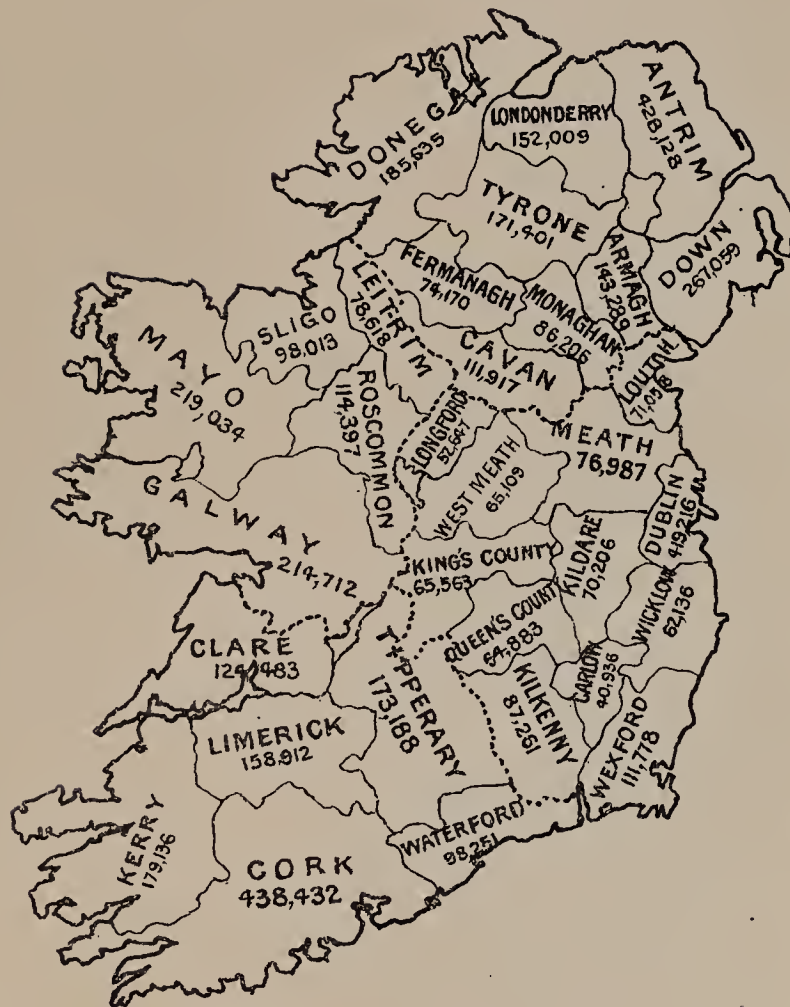 DONEGAL
185,635
LONDONDERRY
152,009
ANTRIM
428,128
TYRONE
171,401
DOWN
267,059
ARMAGH
143,289
FERMANAGH
74,170
MONAGHAN
86,206
LEITRIM
78,618
SLIGO
98,013
MAYO
219,034
CAVAN
111,917
LOUTH
ROSCOMMON
114,397
LONGFORD
52,647
MEATH
76,987
WEST MEATH
65,109
GALWAY
214,712
DUBLIN
419,216
KING'S COUNTY
65,563
KILDARE
70,206
WICKLOW
62,136
QUEEN'S COUNTY
64,883
CLARE
124,483
TIPPERARY
173,188
CARLOW
40,936
KILKENNY
87,261
LIMERICK
158,912
WEXFORD
111,778
WATERFORD
98,251
KERRY
179,136
CORK
438,432